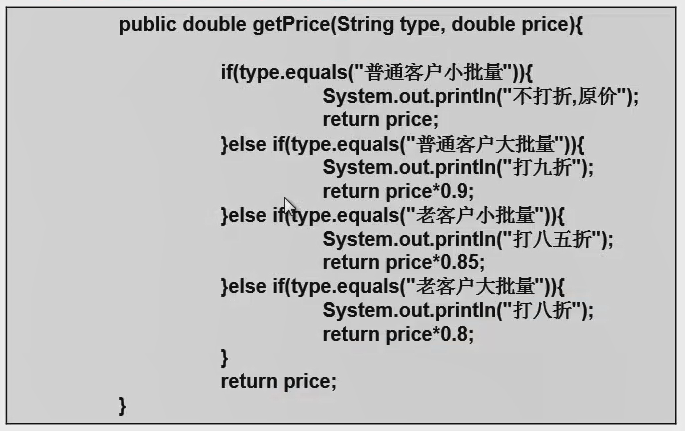 public double getPrice(String type, double price){
if(type.equals("普通客户小批量")){
System.out.println("不打折,原价");
return price;
}else if(type.equals("普通客户大批量")){
System.out.println("打九折");
return price*0.9;
}else if(type.equals("老客户小批量")){
System.out.println("打八五折");
return price*0.85;
}else if(type.equals("老客户大批量")){
System.out.println("打八折");
return price*0.8;
}
return price;
}